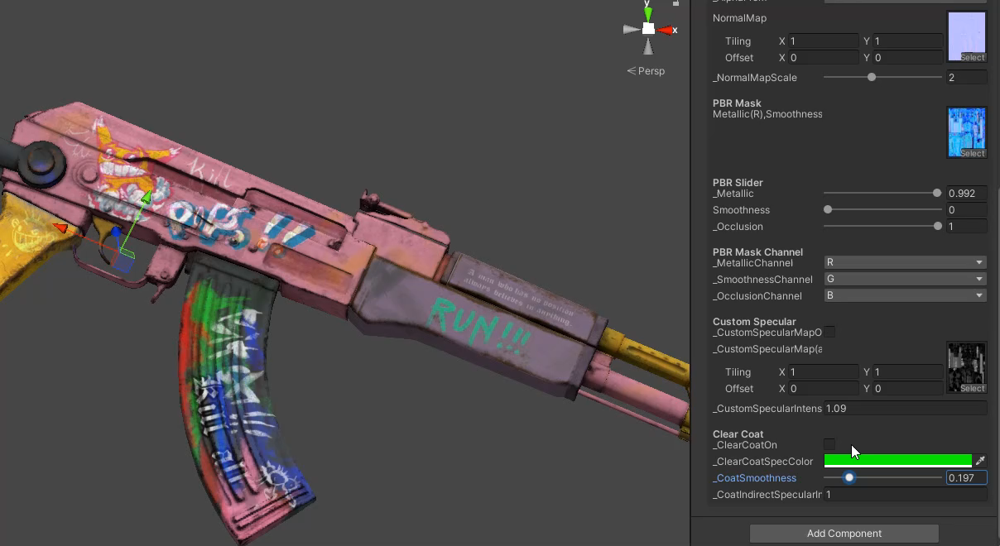 y
x
< Persp
Kill
OOPS!!
A man who has no position
always believes in anything.
RUN!!!
NormalMap
Tiling X 1 Y 1
Select
Offset X 0 Y 0
_NormalMapScale 2
PBR Mask
Metallic(R),Smoothness
Select
PBR Slider
_Metallic 0.992
Smoothness 0
_Occlusion 1
PBR Mask Channel
_MetallicChannel R
_SmoothnessChannel G
_OcclusionChannel B
Custom Specular
_CustomSpecularMapO
_CustomSpecularMap(a
Tiling X 1 Y 1
Offset X 0 Y 0
Select
_CustomSpecularIntens 1.09
Clear Coat
_ClearCoatOn
_ClearCoatSpecColor
_CoatSmoothness 0.197
_CoatIndirectSpecularIr 1
Add Component